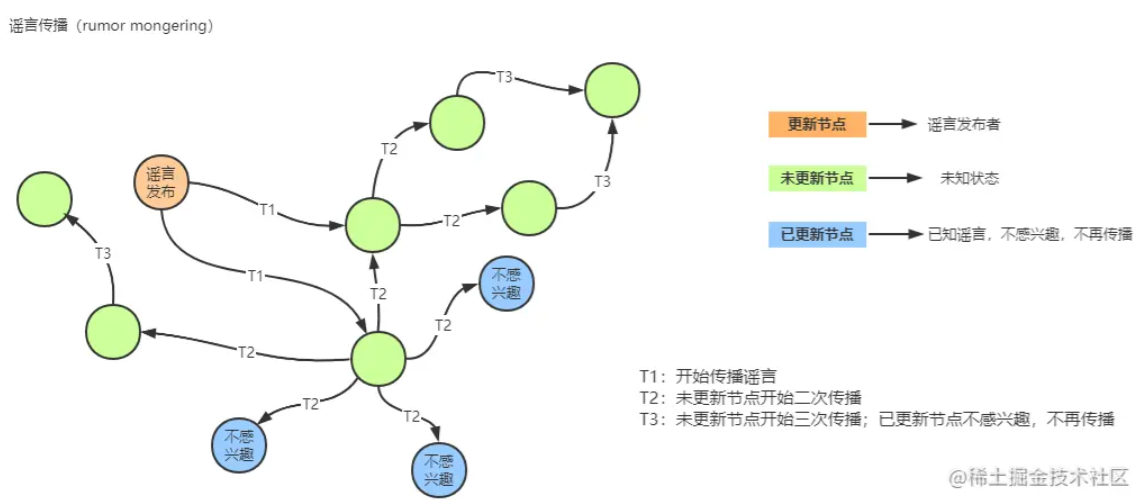 谣言传播（rumor mongering）
T3
更新节点
谣言发布者
T2
谣言
发布
未更新节点
未知状态
T3
T1
T2
已更新节点
已知谣言，不感兴趣，不再传播
T3
T1
不感
兴趣
T2
T2
T2
T1：开始传播谣言
T2：未更新节点开始二次传播
T3：未更新节点开始三次传播；已更新节点不感兴趣，不再传播
T2
T2
不感
兴趣
不感
兴趣
@稀土掘金技术社区